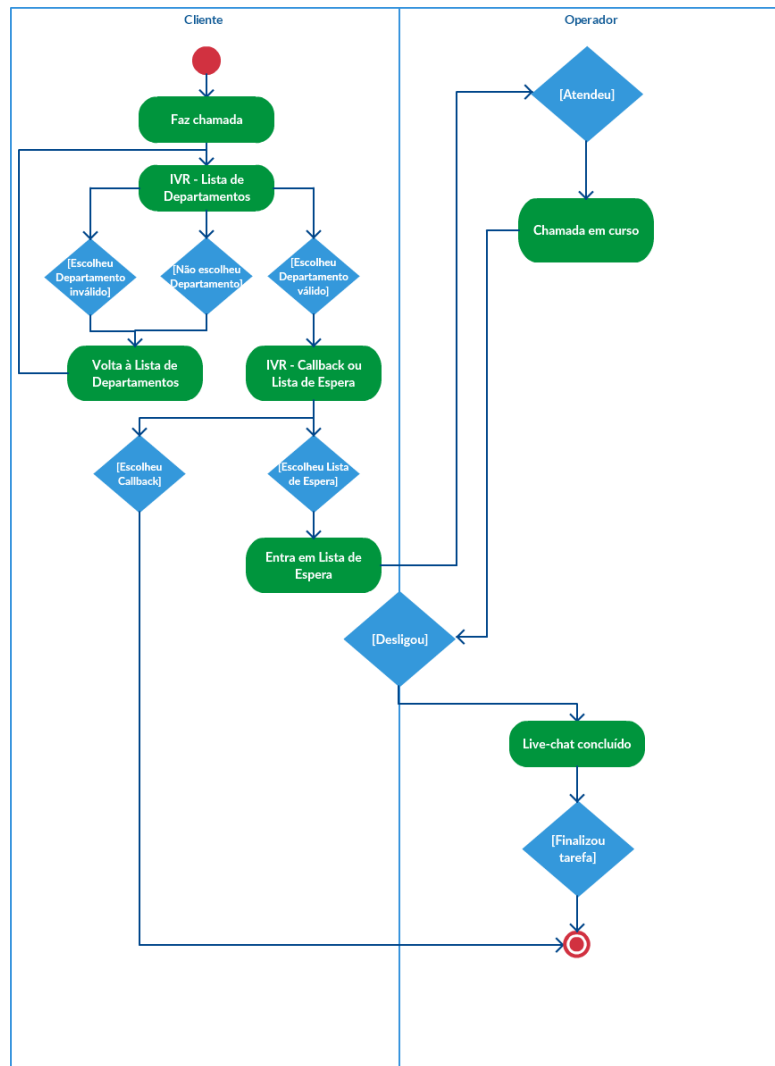 Cliente
Operador
[Atendeu]
Faz chamada
IVR - Lista de
Departamentos
Chamada em curso
[Escolheu
Departamento
inválido]
[Não escolheu
Departamento]
[Escolheu
Departamento
válido]
Volta à Lista de
Departamentos
IVR - Callback ou
Lista de Espera
[Escolheu
Callback]
[Escolheu Lista
de Espera]
Entra em Lista de
Espera
[Desligou]
Live-chat concluído
[Finalizou
tarefa]